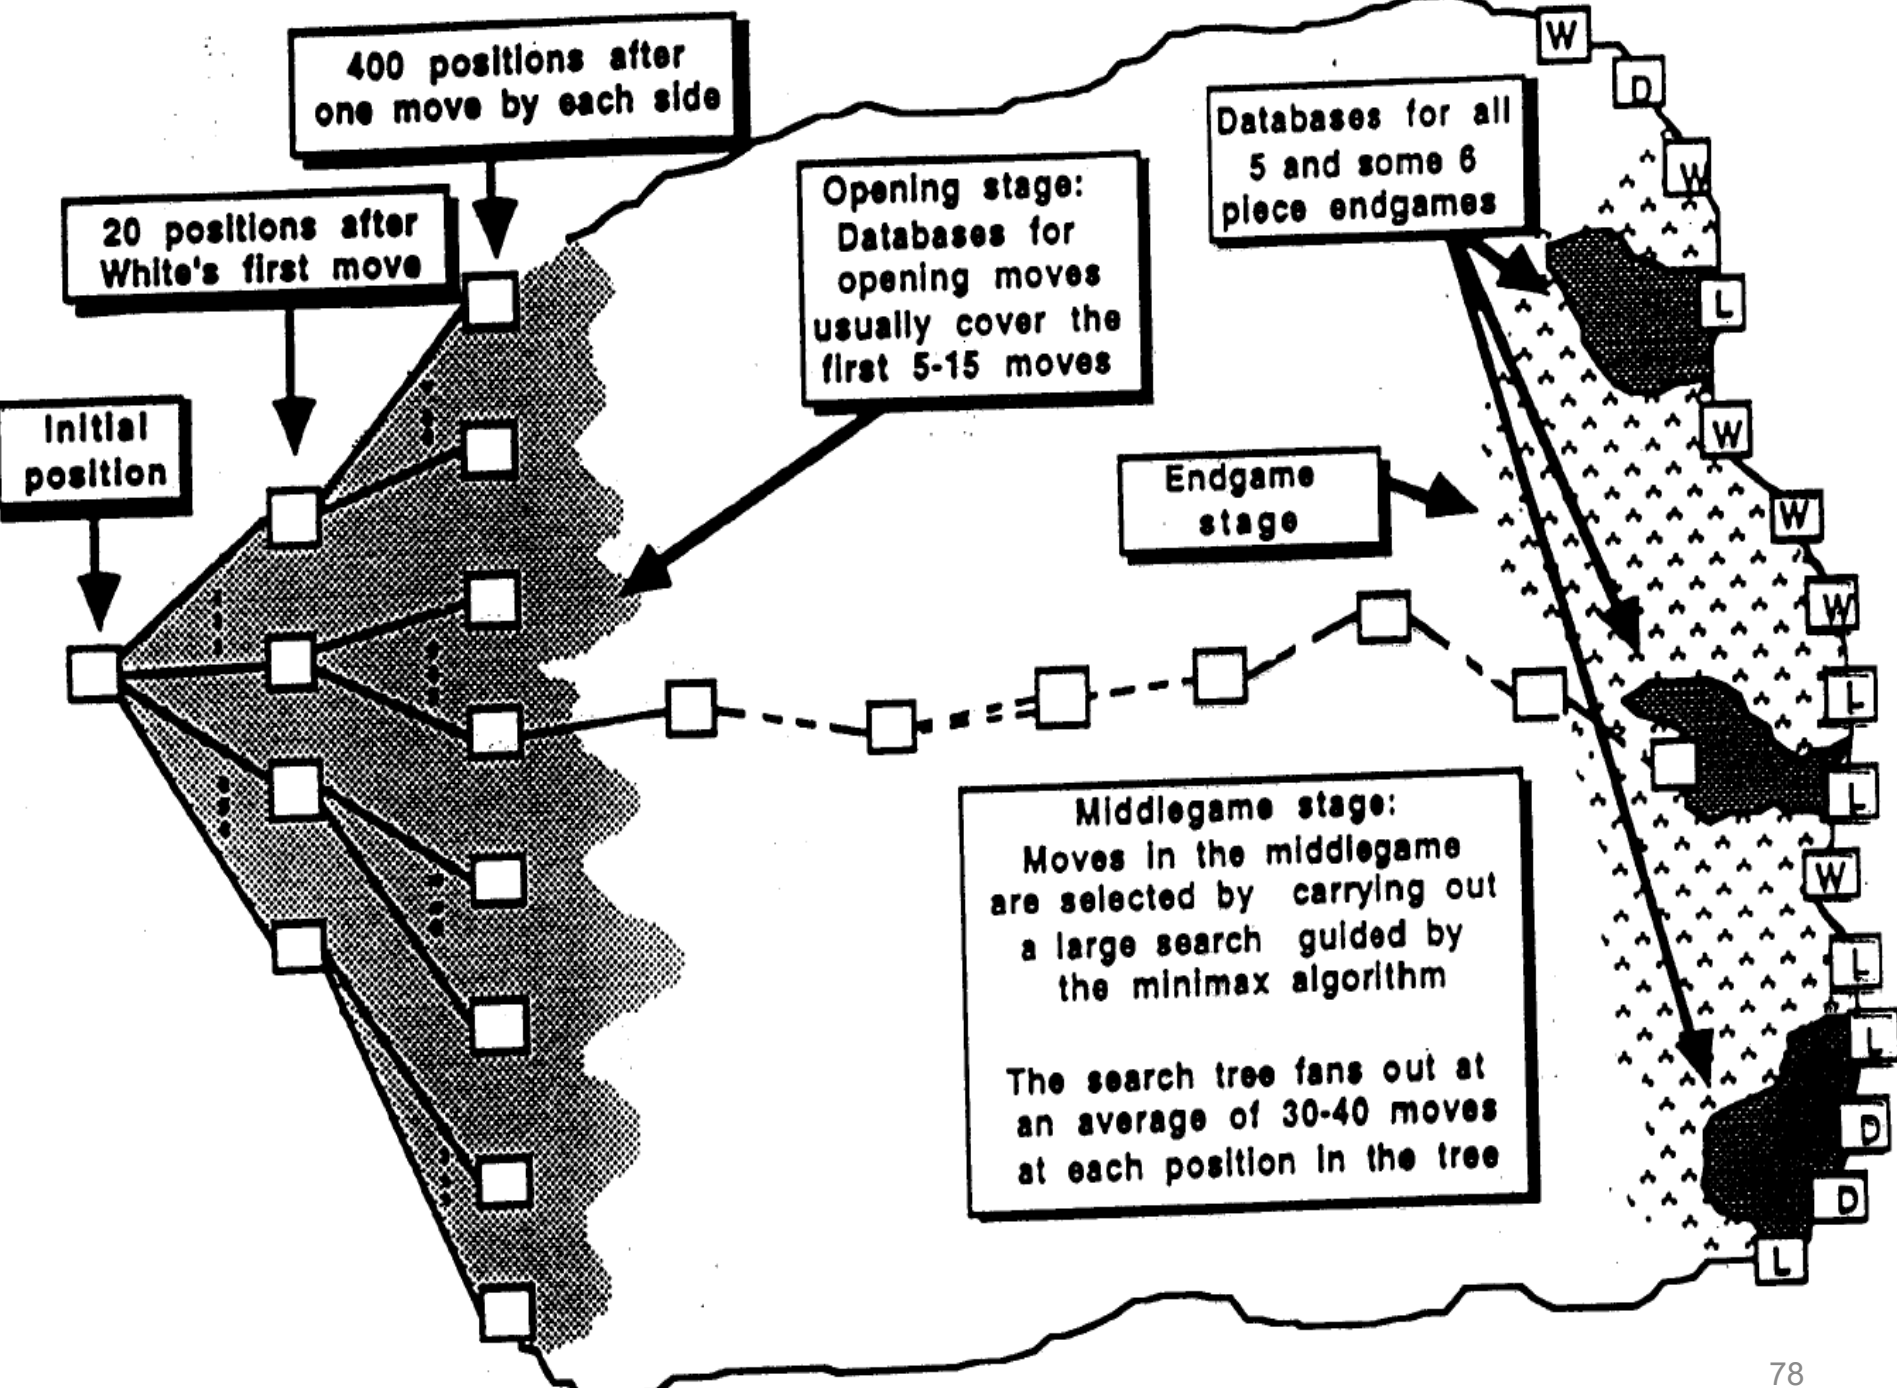 400 positions after
one move by each side
20 positions after
White's first move
Initial
position
Opening stage:
Databases for
opening moves
usually cover the
first 5-15 moves
Databases for all
5 and some 6
piece endgames
Endgame
stage
Middlegame stage:
Moves in the middlegame
are selected by carrying out
a large search guided by
the minimax algorithm
The search tree fans out at
an average of 30-40 moves
at each position in the tree
W
D
W
L
W
W
W
L
L
W
L
L
D
D
L
78